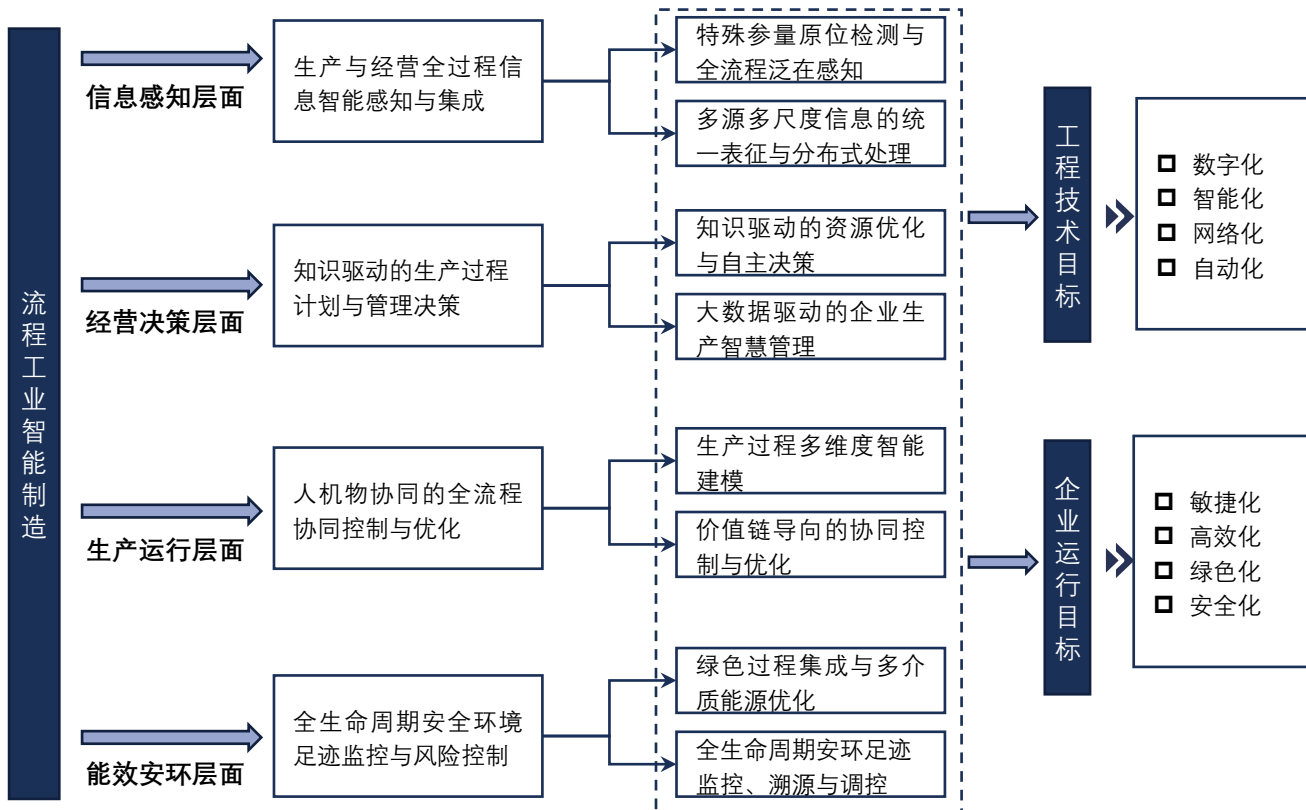 流程工业智能制造
信息感知层面
生产与经营全过程信
息智能感知与集成
特殊参量原位检测与
全流程泛在感知
多源多尺度信息的统
一表征与分布式处理
经营决策层面
知识驱动的生产过程
计划与管理决策
知识驱动的资源优化
与自主决策
大数据驱动的企业生
产智慧管理
生产运行层面
人机物协同的全流程
协同控制与优化
生产过程多维度智能
建模
价值链导向的协同控
制与优化
能效安环层面
全生命周期安全环境
足迹监控与风险控制
绿色过程集成与多介
质能源优化
全生命周期安环足迹
监控、溯源与调控
工程技术目标
数字化
智能化
网络化
自动化
企业运行目标
敏捷化
高效化
绿色化
安全化